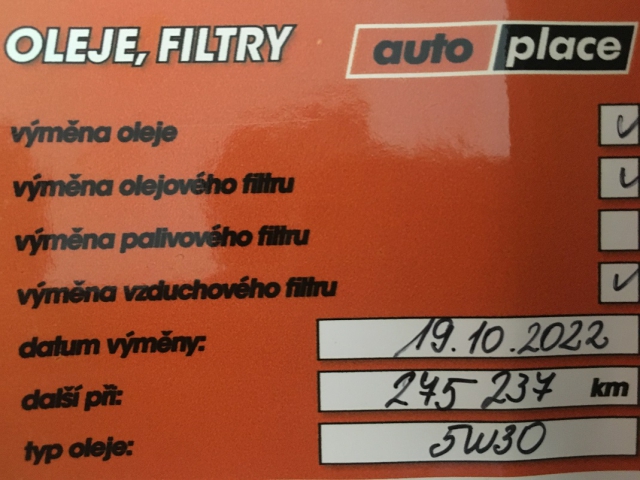 OLEJE, FILTRY auto place
výměna oleje ✓
výměna olejového filtru ✓
výměna palivového filtru
výměna vzduchového filtru ✓
datum výměny: 19.10.2022
další při: 275 237 km
typ oleje: 5W30